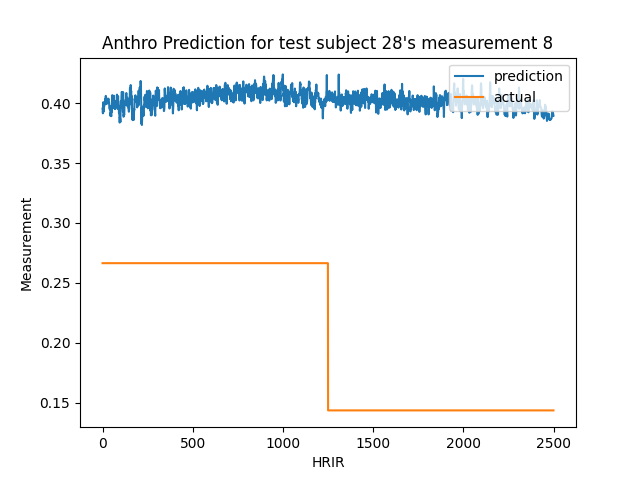 Anthro Prediction for test subject 28's measurement 8
prediction
actual
0.40
0.35
0.30
0.25
0.20
0.15
Measurement
0
500
1000
1500
2000
2500
HRIR